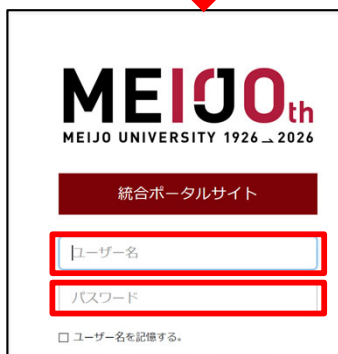 MEIJOth
MEIJO UNIVERSITY 1926→2026
統合ポータルサイト
ユーザー名
パスワード
ユーザー名を記憶する。